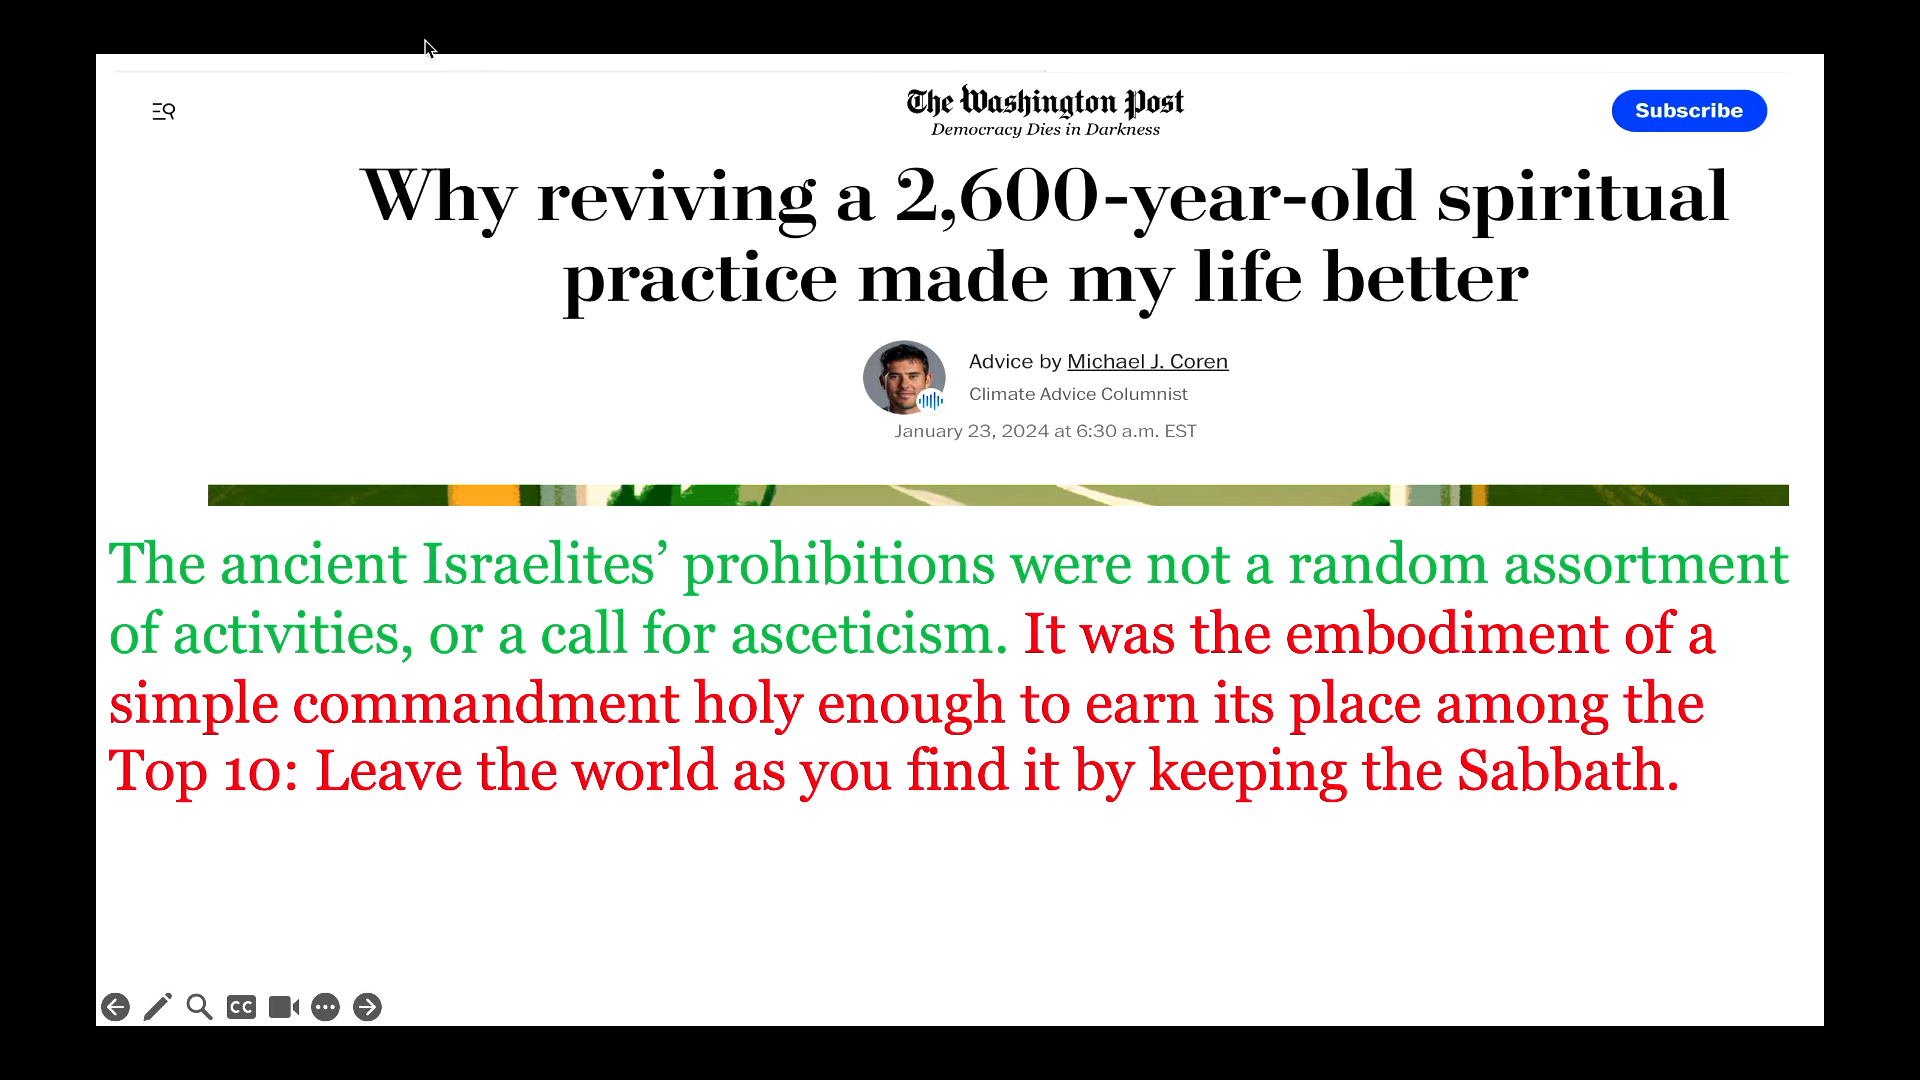 The Washington Post
Democracy Dies in Darkness
Subscribe
Why reviving a 2,600-year-old spiritual
practice made my life better
Advice by Michael J. Coren
Climate Advice Columnist
January 23, 2024 at 6:30 a.m. EST
The ancient Israelites’ prohibitions were not a random assortment
of activities, or a call for asceticism. It was the embodiment of a
simple commandment holy enough to earn its place among the
Top 10: Leave the world as you find it by keeping the Sabbath.
CC